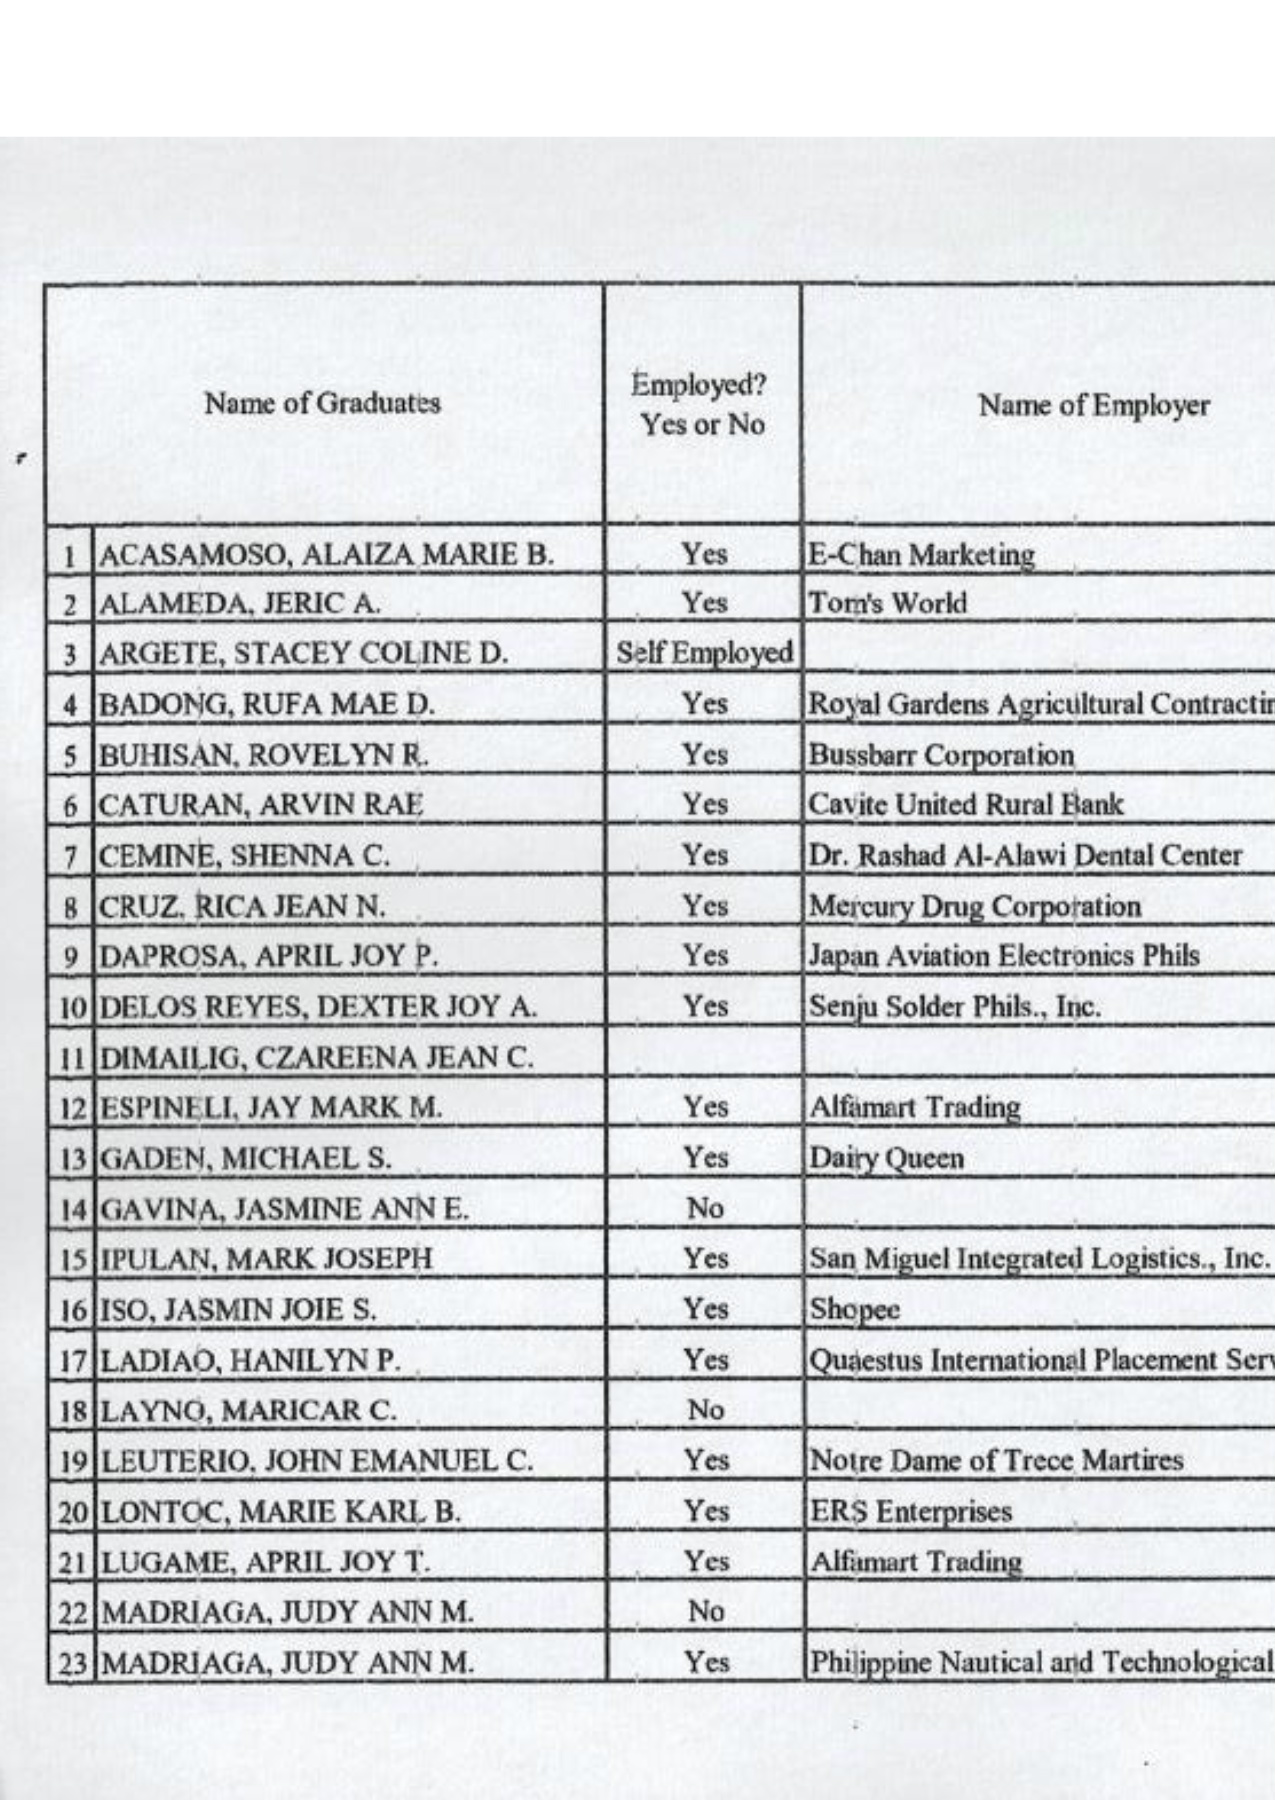 Name of Graduates Employed? Yes or No Name of Employer
1 ACASAMOSO, ALAIZA MARIE B. Yes E-Chan Marketing
2 ALAMEDA, JERIC A. Yes Tom's World
3 ARGETE, STACEY COLINE D. Self Employed
4 BADONG, RUFA MAE D. Yes Royal Gardens Agricultural Contractin
5 BUHISAN, ROVELYN R. Yes Bussbarr Corporation
6 CATURAN, ARVIN RAE Yes Cavite United Rural Bank
7 CEMINE, SHENNA C. Yes Dr. Rashad Al-Alawi Dental Center
8 CRUZ, RICA JEAN N. Yes Mercury Drug Corporation
9 DAPROSA, APRIL JOY P. Yes Japan Aviation Electronics Phils
10 DELOS REYES, DEXTER JOY A. Yes Senju Solder Phils., Inc.
11 DIMAILIG, CZAREENA JEAN C.
12 ESPINELI, JAY MARK M. Yes Alfamart Trading
13 GADEN, MICHAEL S. Yes Dairy Queen
14 GAVINA, JASMINE ANN E. No
15 IPULAN, MARK JOSEPH Yes San Miguel Integrated Logistics., Inc.
16 ISO, JASMIN JOIE S. Yes Shopee
17 LADIAO, HANILYN P. Yes Quaestus International Placement Serv
18 LAYNO, MARICAR C. No
19 LEUTERIO, JOHN EMANUEL C. Yes Notre Dame of Trece Martires
20 LONTOC, MARIE KARL B. Yes ERS Enterprises
21 LUGAME, APRIL JOY T. Yes Alfamart Trading
22 MADRIAGA, JUDY ANN M. No
23 MADRIAGA, JUDY ANN M. Yes Philippine Nautical and Technological